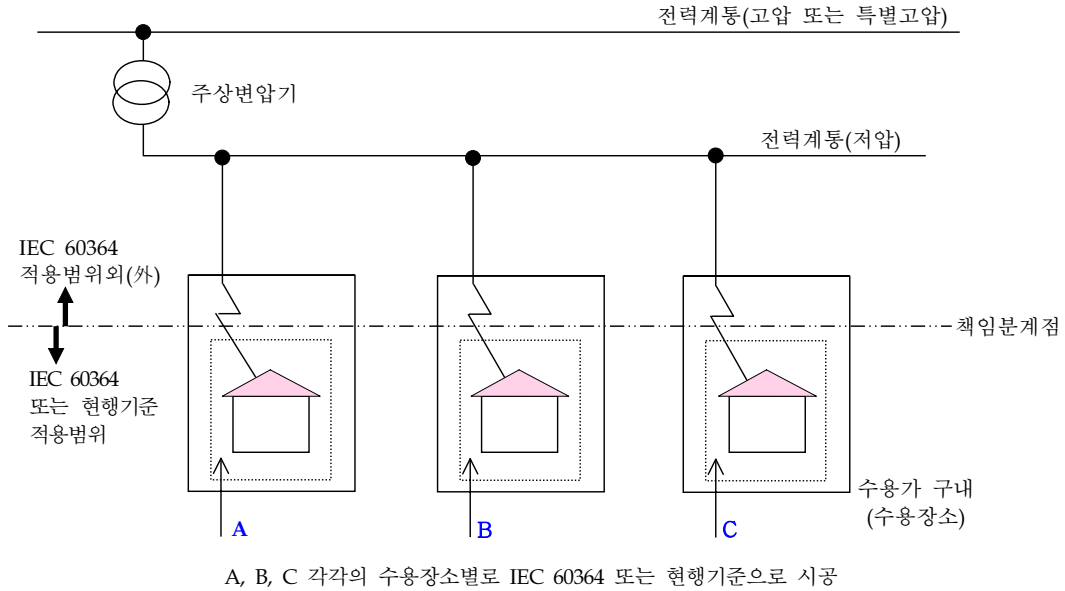 전력계통(고압 또는 특별고압)
주상변압기
전력계통(저압)
IEC 60364
적용범위외(外)
책임분계점
IEC 60364
또는 현행기준
적용범위
수용가 구내
(수용장소)
A
B
C
A, B, C 각각의 수용장소별로 IEC 60364 또는 현행기준으로 시공